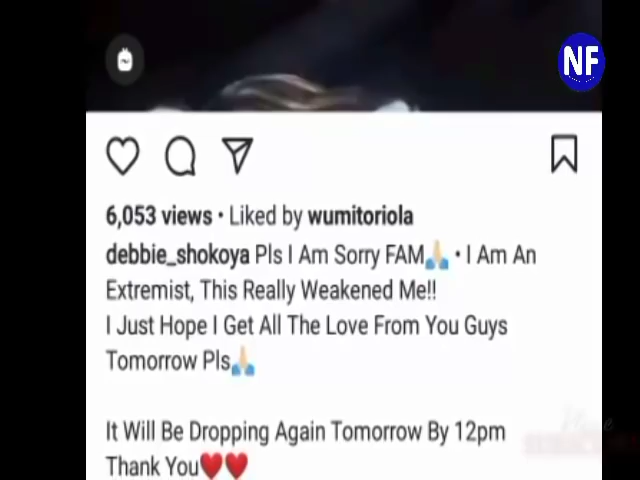 NF
6,053 views • Liked by wumitoriola
debbie_shokoya Pls I Am Sorry FAM🙏 • I Am An
Extremist, This Really Weakened Me!!
I Just Hope I Get All The Love From You Guys
Tomorrow Pls🙏
It Will Be Dropping Again Tomorrow By 12pm
Thank You❤️❤️